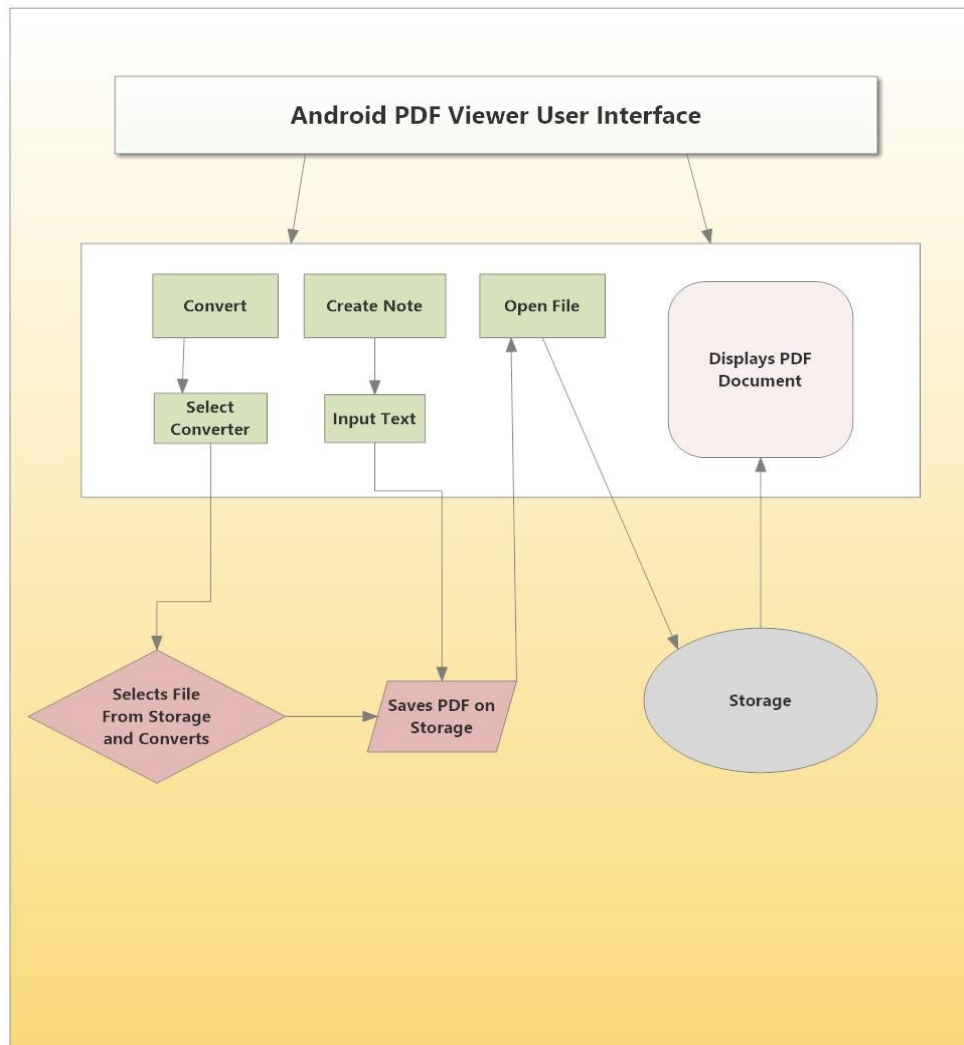 Android PDF Viewer User Interface
Convert
Create Note
Open File
Displays PDF
Document
Select
Converter
Input Text
Selects File
From Storage
and Converts
Saves PDF on
Storage
Storage